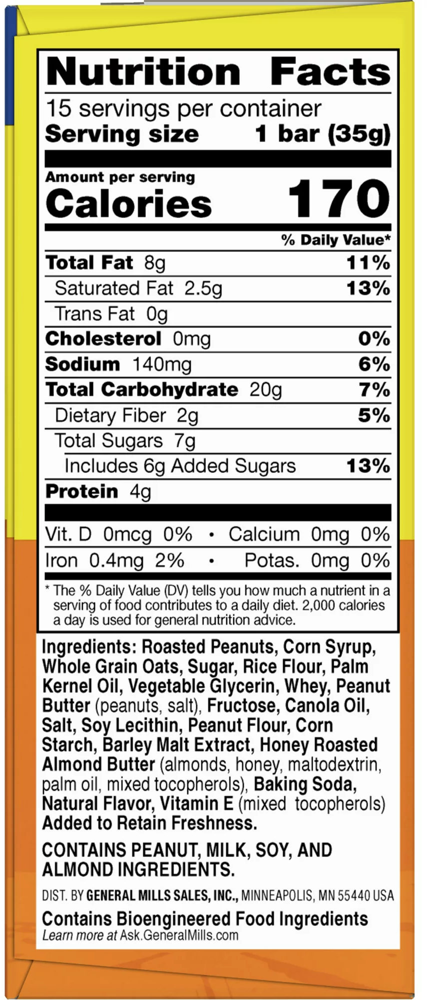 Nutrition Facts
15 servings per container
Serving size 1 bar (35g)
Amount per serving
Calories 170
% Daily Value*
Total Fat 8g 11%
Saturated Fat 2.5g 13%
Trans Fat 0g
Cholesterol 0mg 0%
Sodium 140mg 6%
Total Carbohydrate 20g 7%
Dietary Fiber 2g 5%
Total Sugars 7g
Includes 6g Added Sugars 13%
Protein 4g
Vit. D 0mcg 0% • Calcium 0mg 0%
Iron 0.4mg 2% • Potas. 0mg 0%
* The % Daily Value (DV) tells you how much a nutrient in a
serving of food contributes to a daily diet. 2,000 calories
a day is used for general nutrition advice.
Ingredients: Roasted Peanuts, Corn Syrup,
Whole Grain Oats, Sugar, Rice Flour, Palm
Kernel Oil, Vegetable Glycerin, Whey, Peanut
Butter (peanuts, salt), Fructose, Canola Oil,
Salt, Soy Lecithin, Peanut Flour, Corn
Starch, Barley Malt Extract, Honey Roasted
Almond Butter (almonds, honey, maltodextrin,
palm oil, mixed tocopherols), Baking Soda,
Natural Flavor, Vitamin E (mixed tocopherols)
Added to Retain Freshness.
CONTAINS PEANUT, MILK, SOY, AND
ALMOND INGREDIENTS.
DIST. BY GENERAL MILLS SALES, INC., MINNEAPOLIS, MN 55440 USA
Contains Bioengineered Food Ingredients
Learn more at Ask.GeneralMills.com